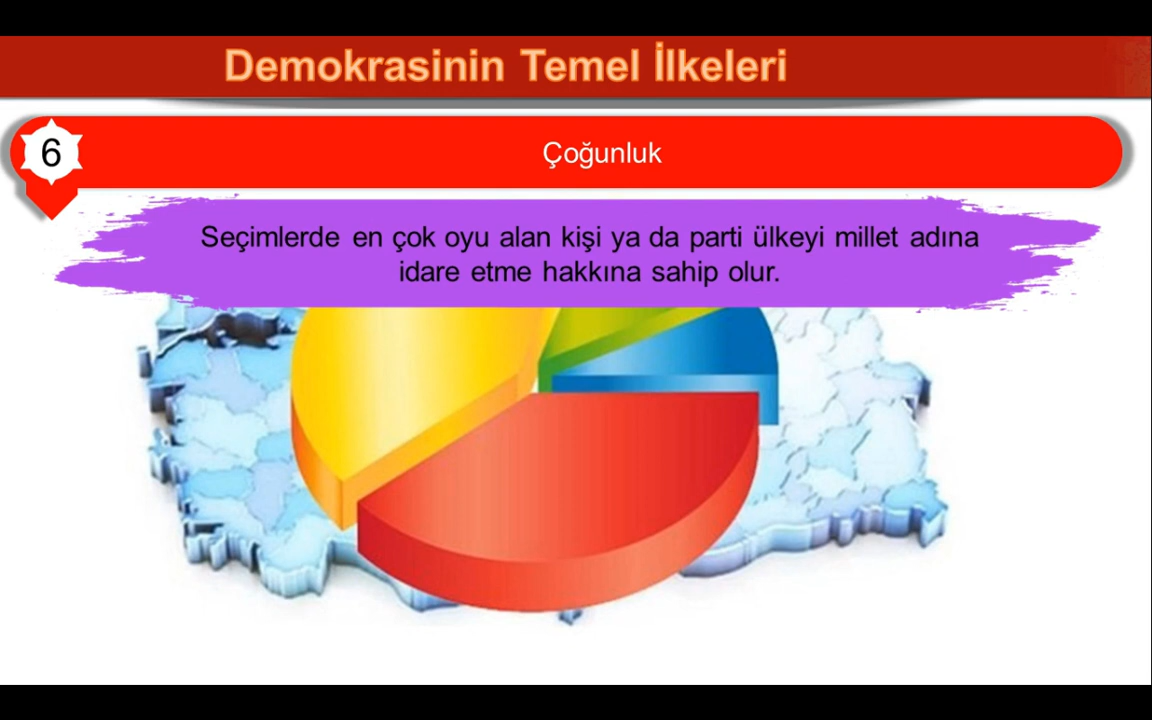 Demokrasinin Temel İlkeleri
6
Çoğunluk
Seçimlerde en çok oyu alan kişi ya da parti ülkeyi millet adına
idare etme hakkına sahip olur.